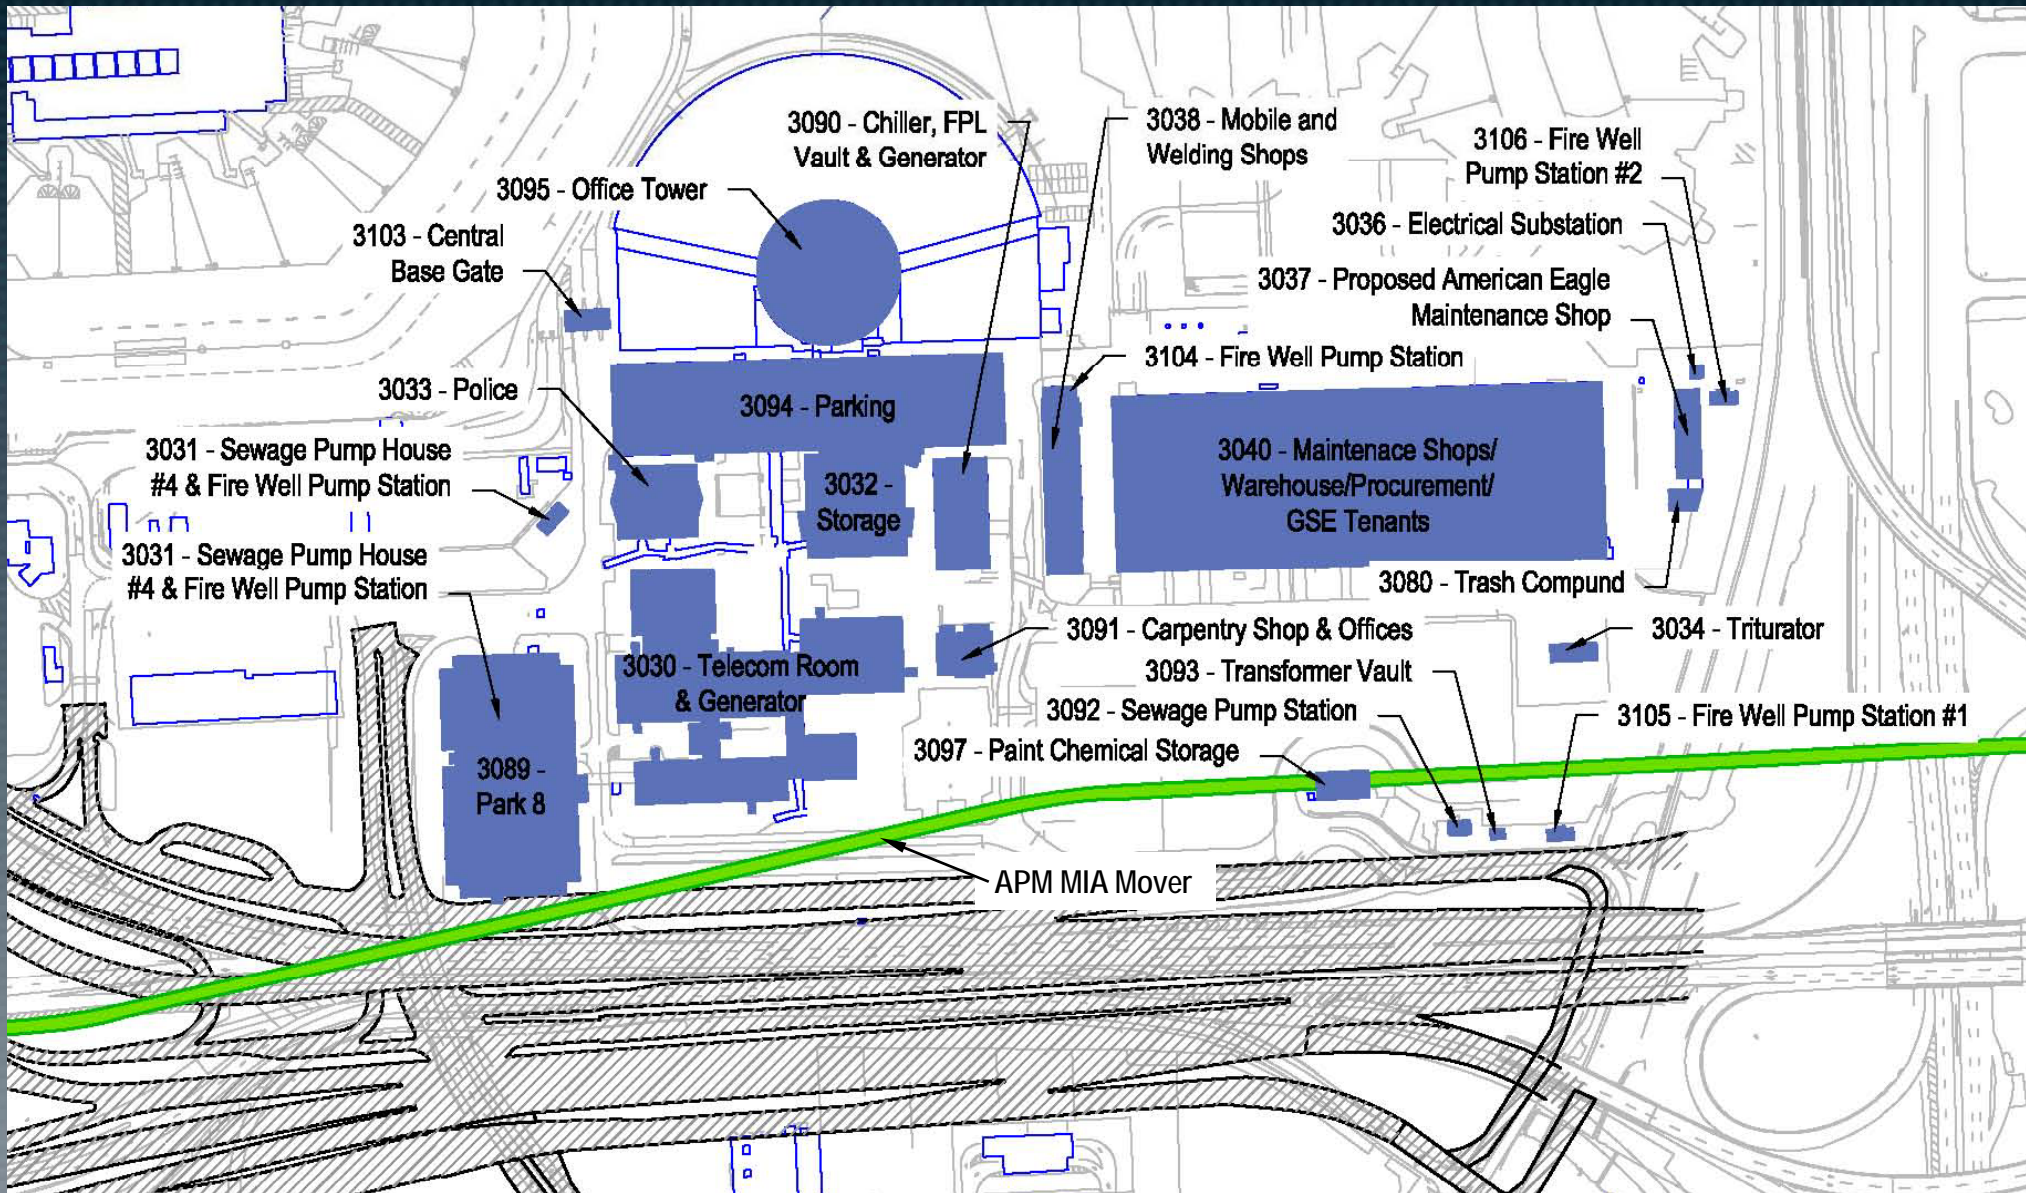 3090 - Chiller, FPL
Vault & Generator
3038 - Mobile and
Welding Shops
3106 - Fire Well
Pump Station #2
3095 - Office Tower
3036 - Electrical Substation
3103 - Central
Base Gate
3037 - Proposed American Eagle
Maintenance Shop
3104 - Fire Well Pump Station
3033 - Police
3094 - Parking
3031 - Sewage Pump House
#4 & Fire Well Pump Station
3032 -
Storage
3040 - Maintenace Shops/
Warehouse/Procurement/
GSE Tenants
3031 - Sewage Pump House
#4 & Fire Well Pump Station
3080 - Trash Compund
3091 - Carpentry Shop & Offices
3034 - Triturator
3030 - Telecom Room
& Generator
3093 - Transformer Vault
3092 - Sewage Pump Station
3105 - Fire Well Pump Station #1
3097 - Paint Chemical Storage
3089 -
Park 8
APM MIA Mover